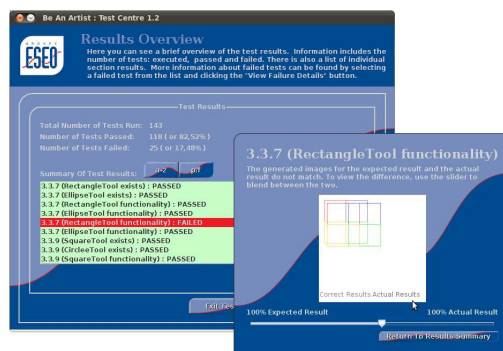 Be An Artist : Test Centre 1.2
GROUPE
ESEO
Results Overview
Here you can see a brief overview of the test results. Information includes the
number of tests: executed, passed and failed. There is also a list of individual
section results. More information about failed tests can be found by selecting
a failed test from the list and clicking the "View Failure Details" button.
Test Results
Total Number of Tests Run: 143
Number of Tests Passed: 118 ( or 82,52% )
Number of Tests Failed: 25 ( or 17,48% )
Summary Of Test Results:
a-z
p/f
3.3.7 (RectangleTool exists) : PASSED
3.3.7 (EllipseTool exists) : PASSED
3.3.7 (RectangleTool functionality) : PASSED
3.3.7 (EllipseTool functionality) : PASSED
3.3.7 (RectangleTool functionality) : FAILED
3.3.7 (EllipseTool functionality) : PASSED
3.3.9 (SquareTool exists) : PASSED
3.3.9 (CircleTool exists) : PASSED
3.3.9 (SquareTool functionality) : PASSED
Exit Tes
3.3.7 (RectangleTool functionality)
The generated images for the expected result and the actual
result do not match. To view the difference, use the slider to
blend between the two.
Correct Results Actual Results
100% Expected Result
100% Actual Result
Return To Results Summary